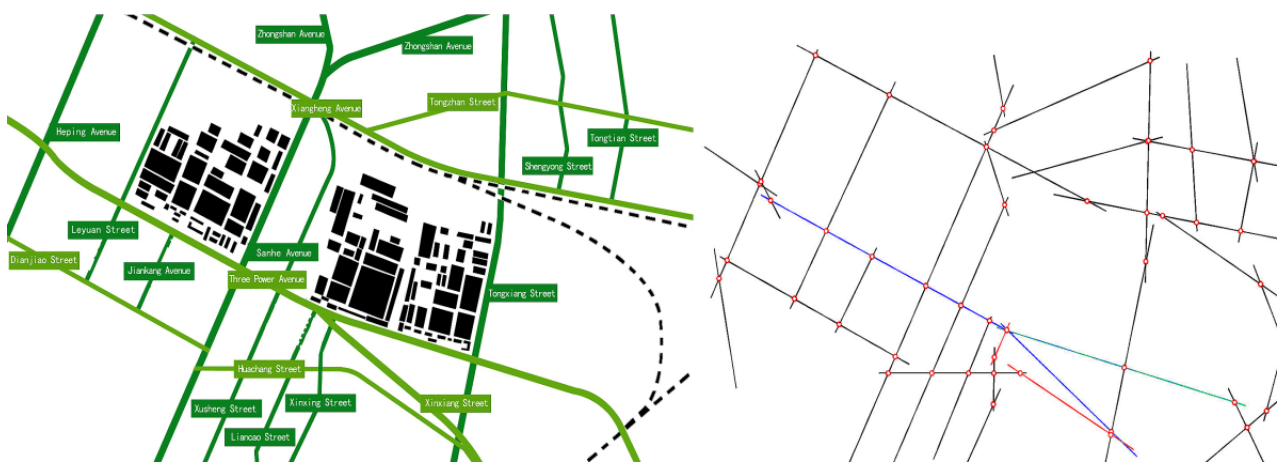 Zhongshan Avenue
Zhongshan Avenue
Xiangheng Avenue
Tongzhan Street
Heping Avenue
Tongtian Street
Shengyong Street
Leyuan Street
Dianjiao Street
Jiankang Avenue
Sanhe Avenue
Three Power Avenue
Tongxiang Street
Huachang Street
Xusheng Street
Xinxing Street
Xinxiang Street
Liancao Street